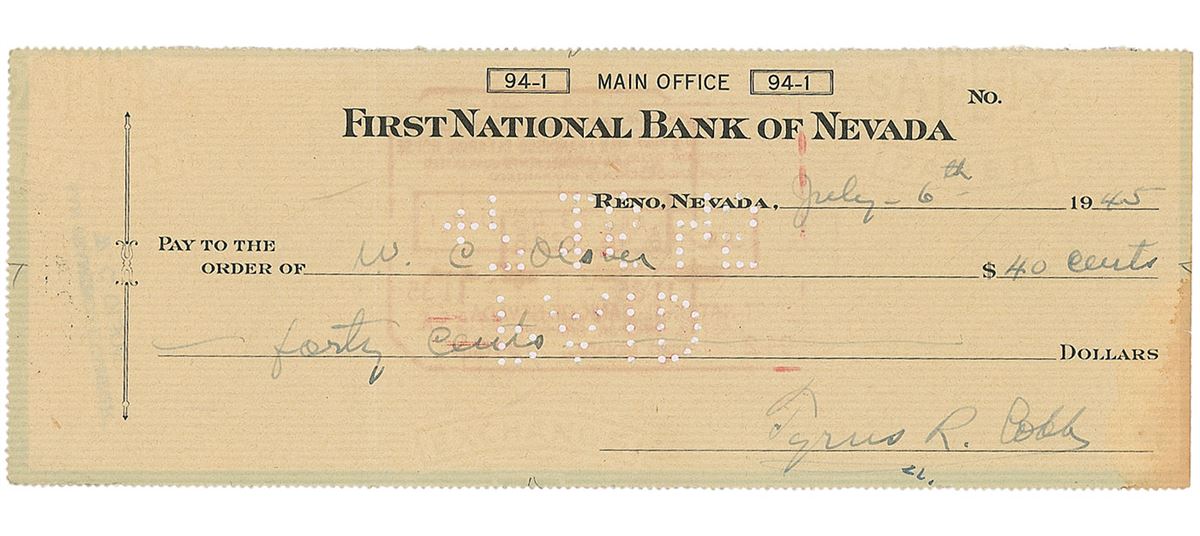 94-1 MAIN OFFICE 94-1
No.
FIRST NATIONAL BANK OF NEVADA
RENO, NEVADA, July - 6th 1945
PAY TO THE
ORDER OF W. C. $ 40 cents
forty cents DOLLARS
Tyrus R. Cobb